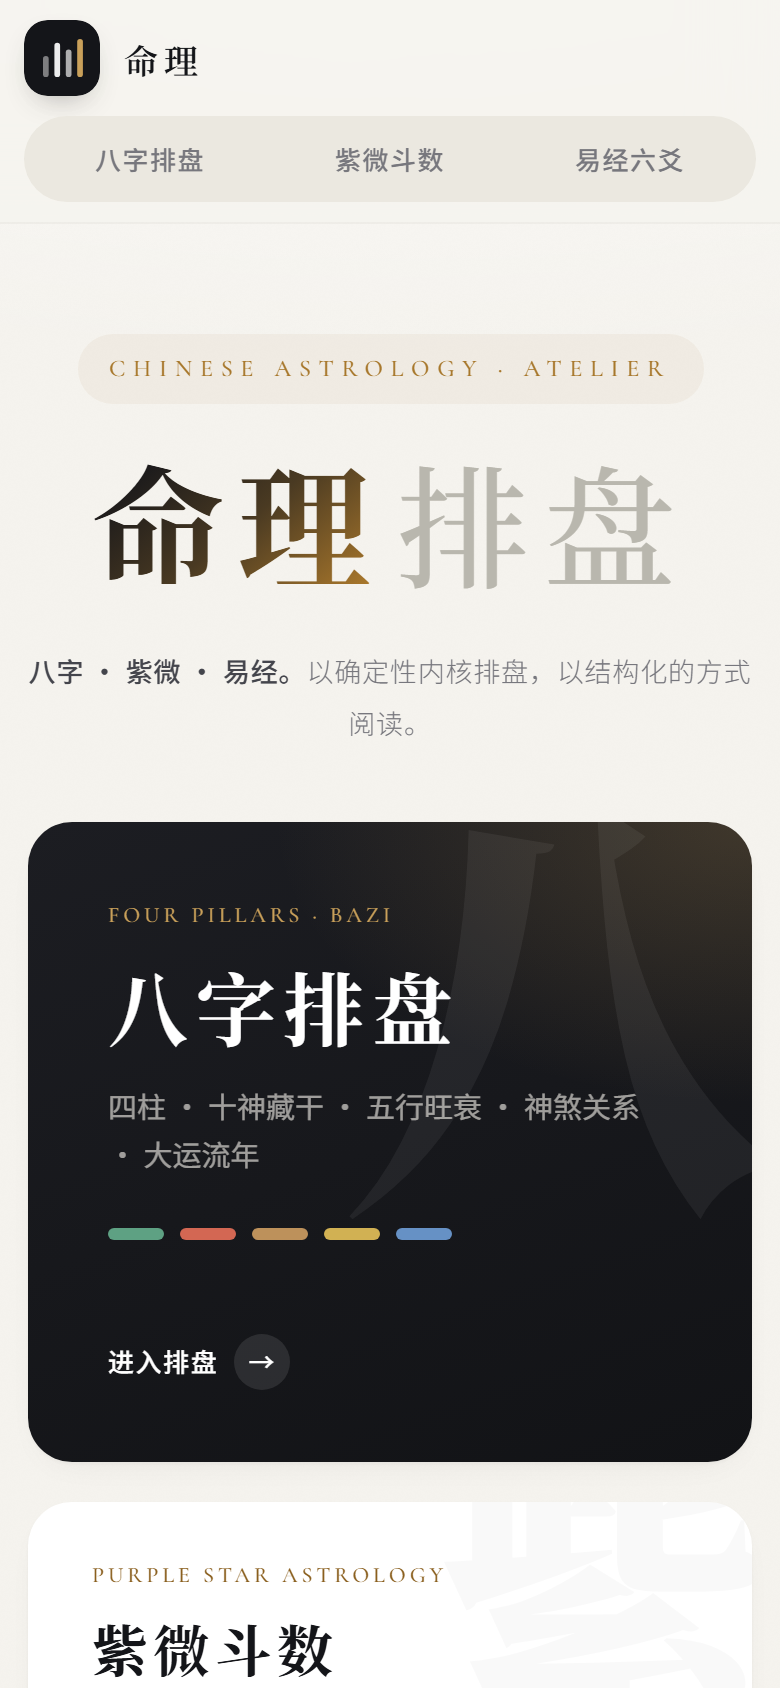 命理
八字排盘 紫微斗数 易经六爻
CHINESE ASTROLOGY · ATELIER
命理排盘
八字 · 紫微 · 易经。以确定性内核排盘，以结构化的方式
阅读。
八
FOUR PILLARS · BAZI
八字排盘
四柱 · 十神藏干 · 五行旺衰 · 神煞关系
· 大运流年
进入排盘 →
紫
PURPLE STAR ASTROLOGY
紫微斗数